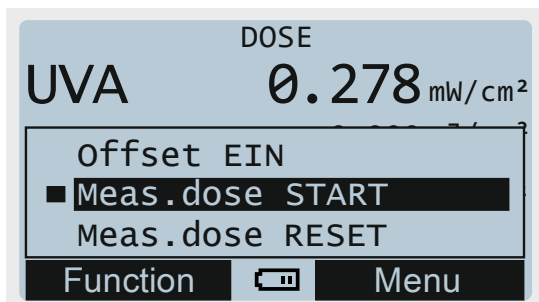 DOSE
UVA 0.278 mW/cm²
Offset EIN
Meas.dose START
Meas.dose RESET
Function Menu